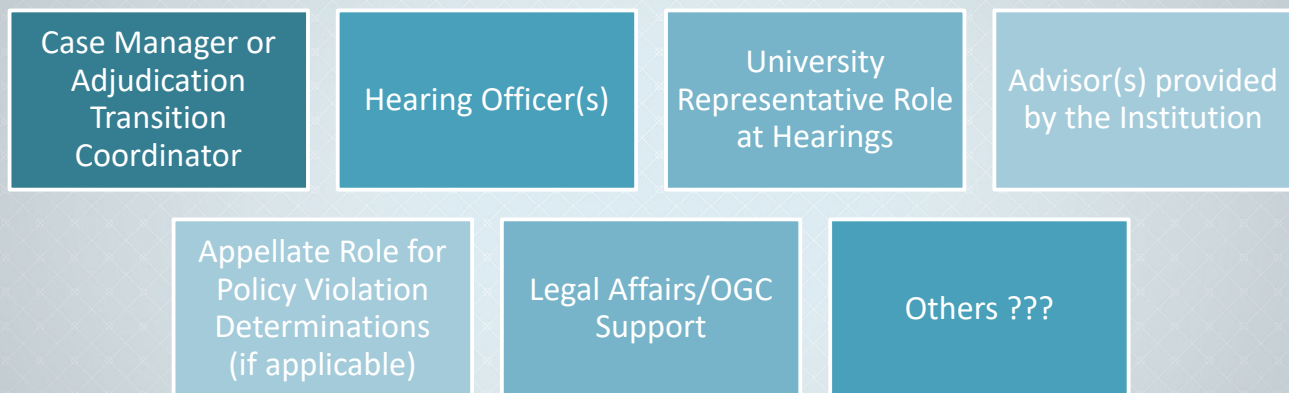 Case Manager or
Adjudication
Transition
Coordinator
Hearing Officer(s)
University
Representative Role
at Hearings
Advisor(s) provided
by the Institution
Appellate Role for
Policy Violation
Determinations
(if applicable)
Legal Affairs/OGC
Support
Others ???